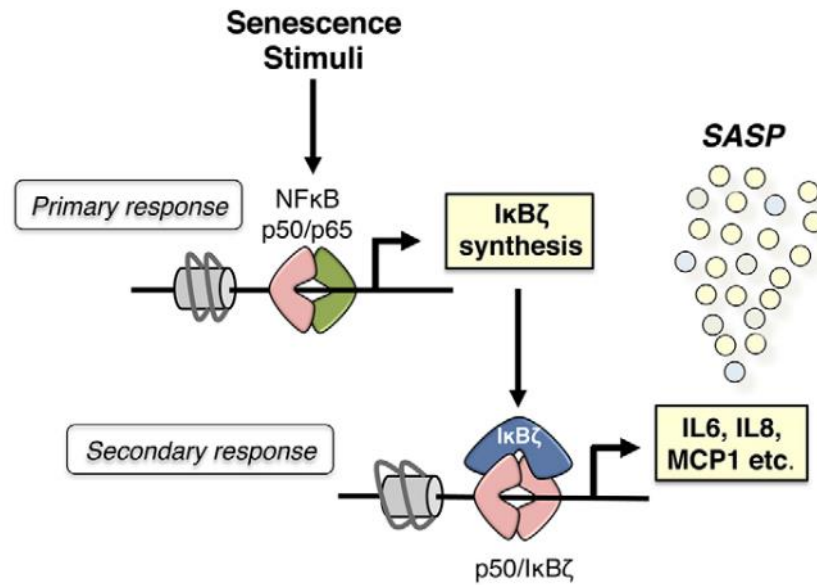 Senescence
Stimuli
SASP
Primary response
NFκB
p50/p65
IκBζ
synthesis
Secondary response
IκBζ
IL6, IL8,
MCP1 etc.
p50/IκBζ